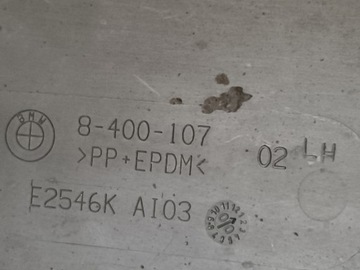 BMW
8-400-107
>PP+EPDM<
02 LH
E2546K AI03